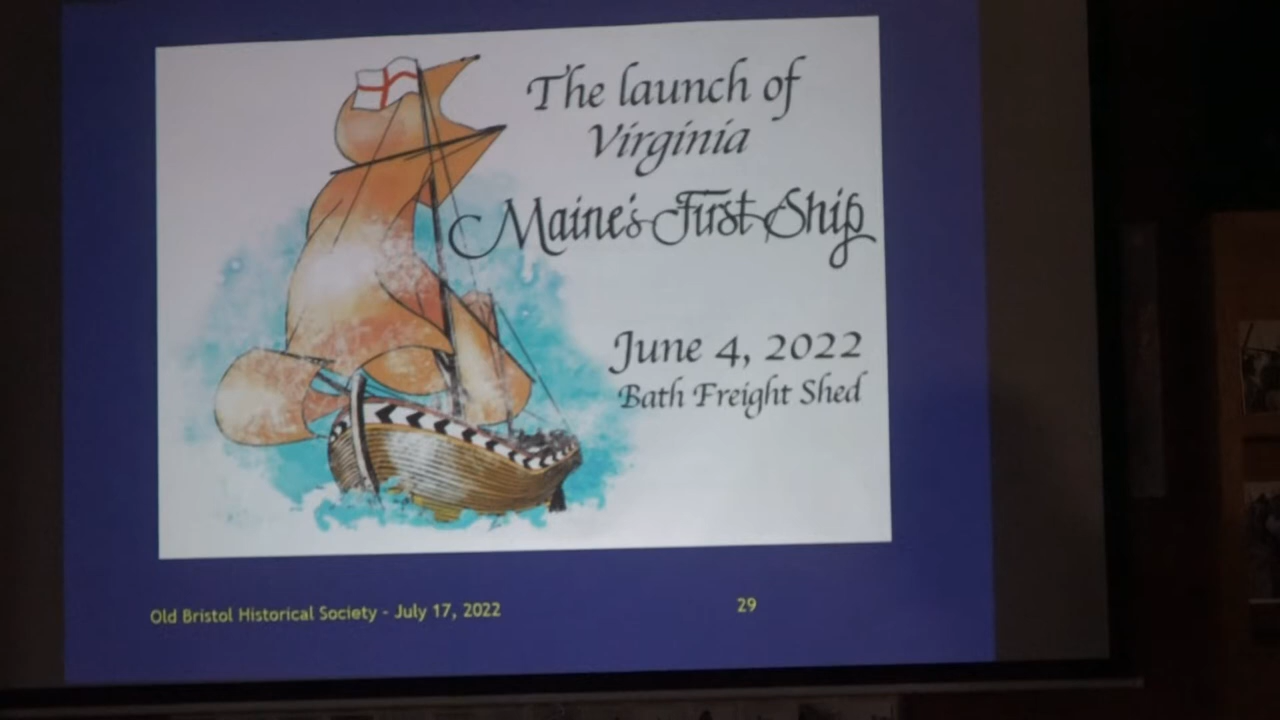 The launch of
Virginia
Maine's First Ship
June 4, 2022
Bath Freight Shed
Old Bristol Historical Society - July 17, 2022
29